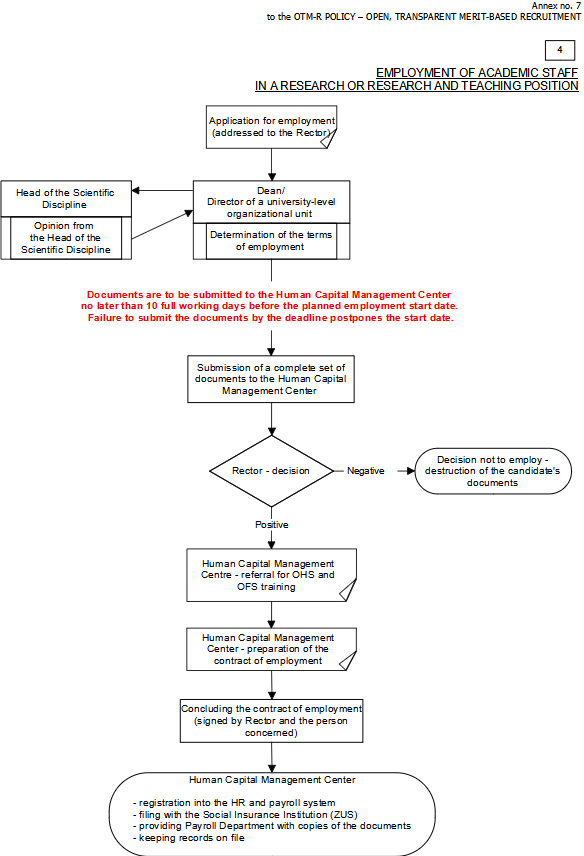 Annex no. 7
to the OTM-R POLICY – OPEN, TRANSPARENT MERIT-BASED RECRUITMENT
4
EMPLOYMENT OF ACADEMIC STAFF
IN A RESEARCH OR RESEARCH AND TEACHING POSITION
Application for employment
(addressed to the Rector)
Head of the Scientific
Discipline
Opinion from
the Head of the
Scientific Discipline
Dean/
Director of a university-level
organizational unit
Determination of the terms
of employment
Documents are to be submitted to the Human Capital Management Center
no later than 10 full working days before the planned employment start date.
Failure to submit the documents by the deadline postpones the start date.
Submission of a complete set of
documents to the Human Capital
Management Center
Rector - decision
Negative
Decision not to employ -
destruction of the candidate's
documents
Positive
Human Capital Management
Centre - referral for OHS and
OFS training
Human Capital Management
Center - preparation of the
contract of employment
Concluding the contract of employment
(signed by Rector and the person
concerned)
Human Capital Management Center
- registration into the HR and payroll system
- filing with the Social Insurance Institution (ZUS)
- providing Payroll Department with copies of the documents
- keeping records on file